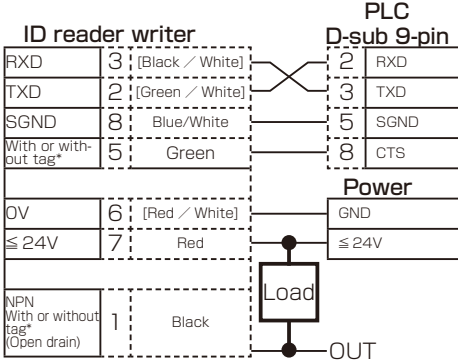 PLC
ID reader writer D-sub 9-pin
RXD 3 [Black／White] 2 RXD
TXD 2 [Green／White] 3 TXD
SGND 8 Blue/White 5 SGND
With or with-
out tag* 5 Green 8 CTS
Power
0V 6 [Red／White] GND
≦ 24V 7 Red ≦ 24V
Load
NPN
With or without
tag* 1 Black
(Open drain)
OUT